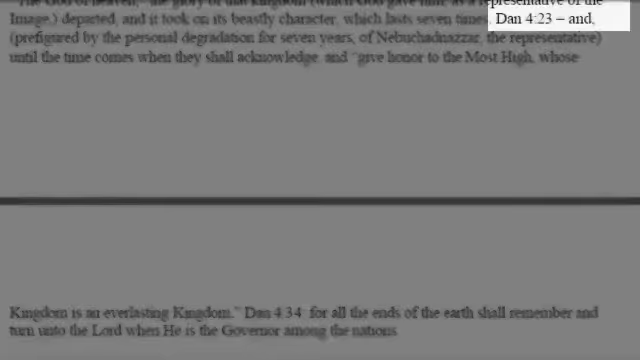 "The God of heaven," the glory of that kingdom (which God gave him, as a representative of the
Image.) departed, and it took on its beastly character, which lasts seven times. Dan 4:23 – and,
(prefigured by the personal degradation for seven years, of Nebuchadnazzar, the representative)
until the time comes when they shall acknowledge, and "give honor to the Most High, whose
Kingdom is an everlasting Kingdom." Dan 4:34 for all the ends of the earth shall remember and
turn unto the Lord when He is the Governor among the nations